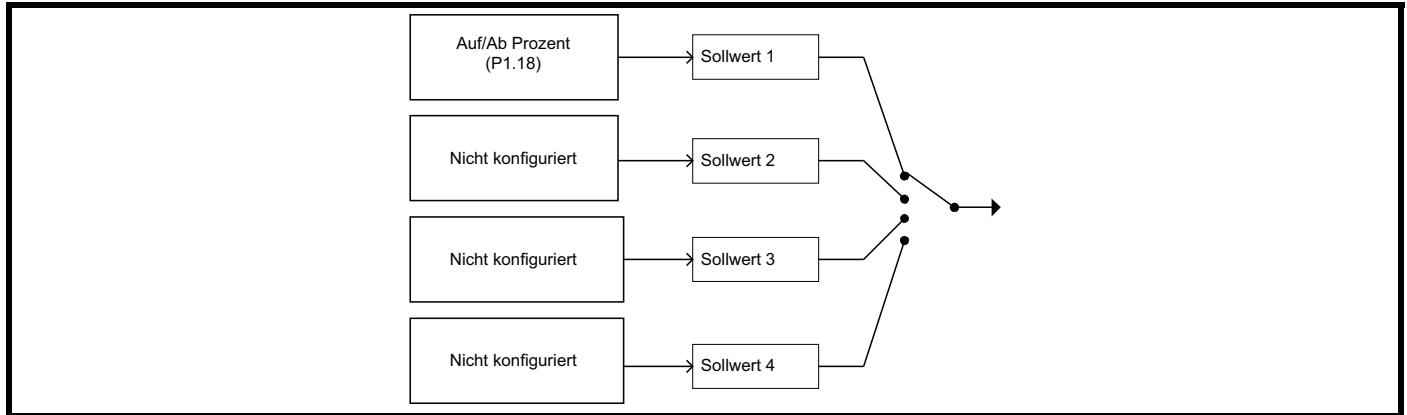 Auf/Ab Prozent
(P1.18)
Sollwert 1
Nicht konfiguriert
Sollwert 2
Nicht konfiguriert
Sollwert 3
Nicht konfiguriert
Sollwert 4